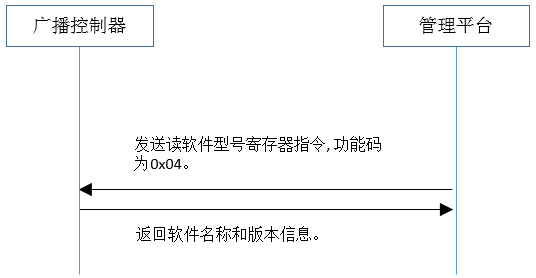 广播控制器
管理平台
发送读软件型号寄存器指令,功能码
为0x04。
返回软件名称和版本信息。